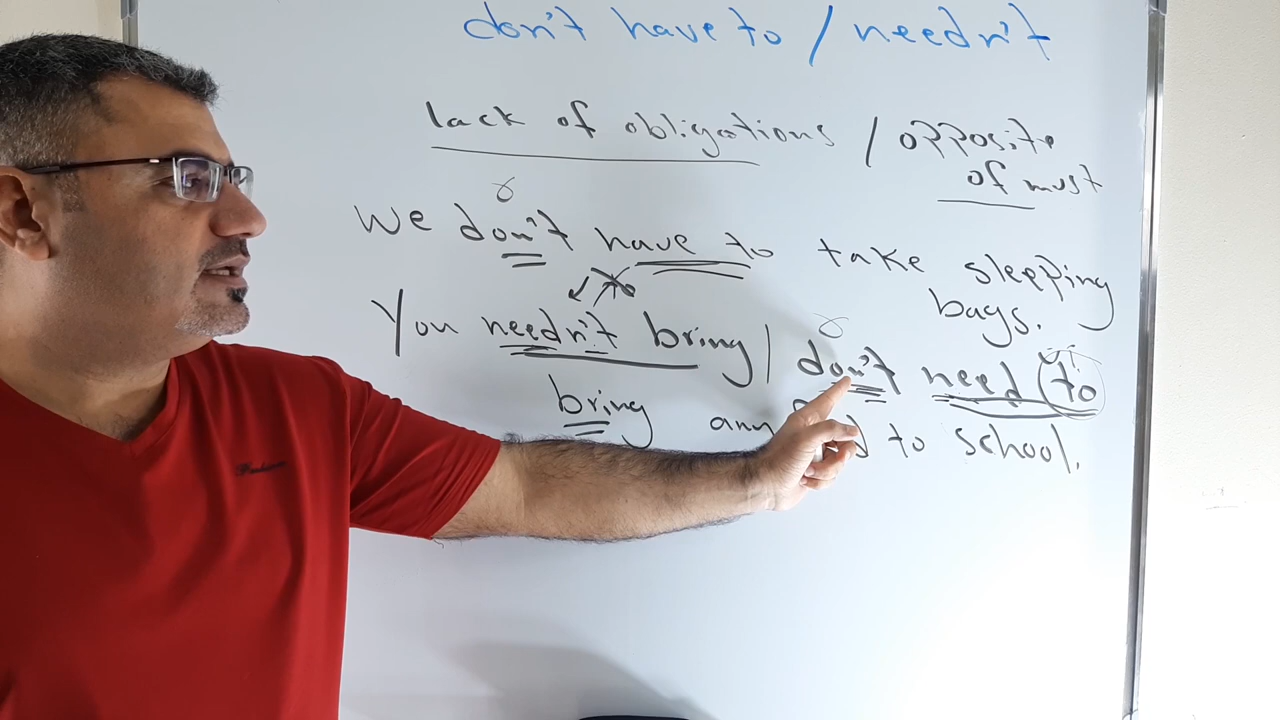 don't have to / needn't
lack of obligations / opposite
of must
We don't have to take sleeping
bags.
You needn't bring / don't need (to
bring any to school.